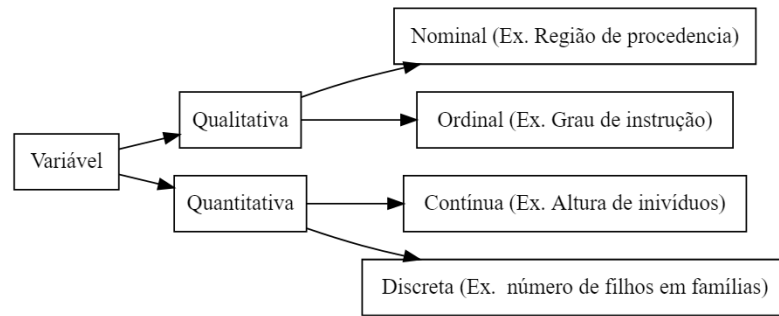 Nominal (Ex. Região de procedencia)
Qualitativa
Ordinal (Ex. Grau de instrução)
Variável
Quantitativa
Contínua (Ex. Altura de inivíduos)
Discreta (Ex. número de filhos em famílias)